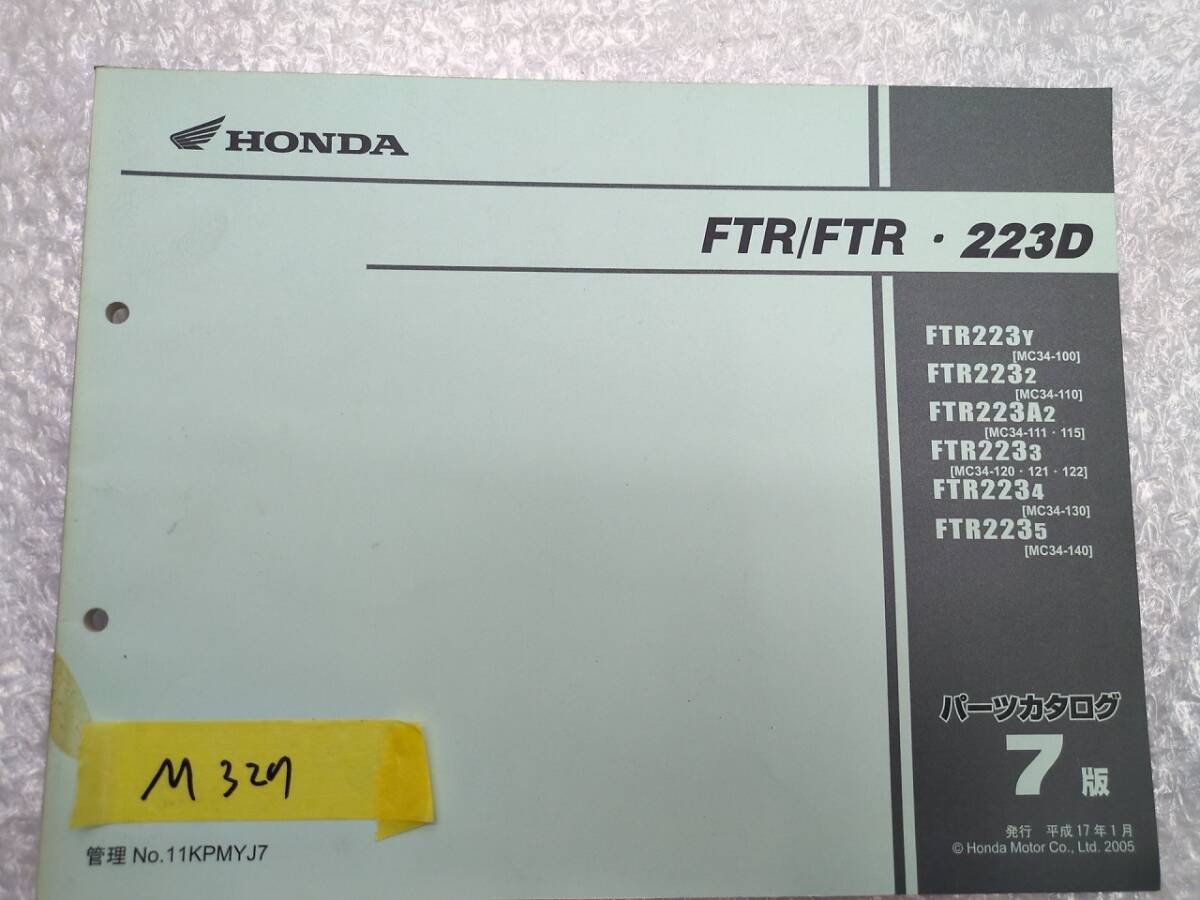 HONDA
FTR/FTR・223D
FTR223Y
[MC34-100]
FTR2232
[MC34-110]
FTR223A2
[MC34-111・115]
FTR2233
[MC34-120・121・122]
FTR2234
[MC34-130]
FTR2235
[MC34-140]
パーツカタログ
7版
発行 平成17年1月
© Honda Motor Co., Ltd. 2005
M327
管理 No.11KPMYJ7